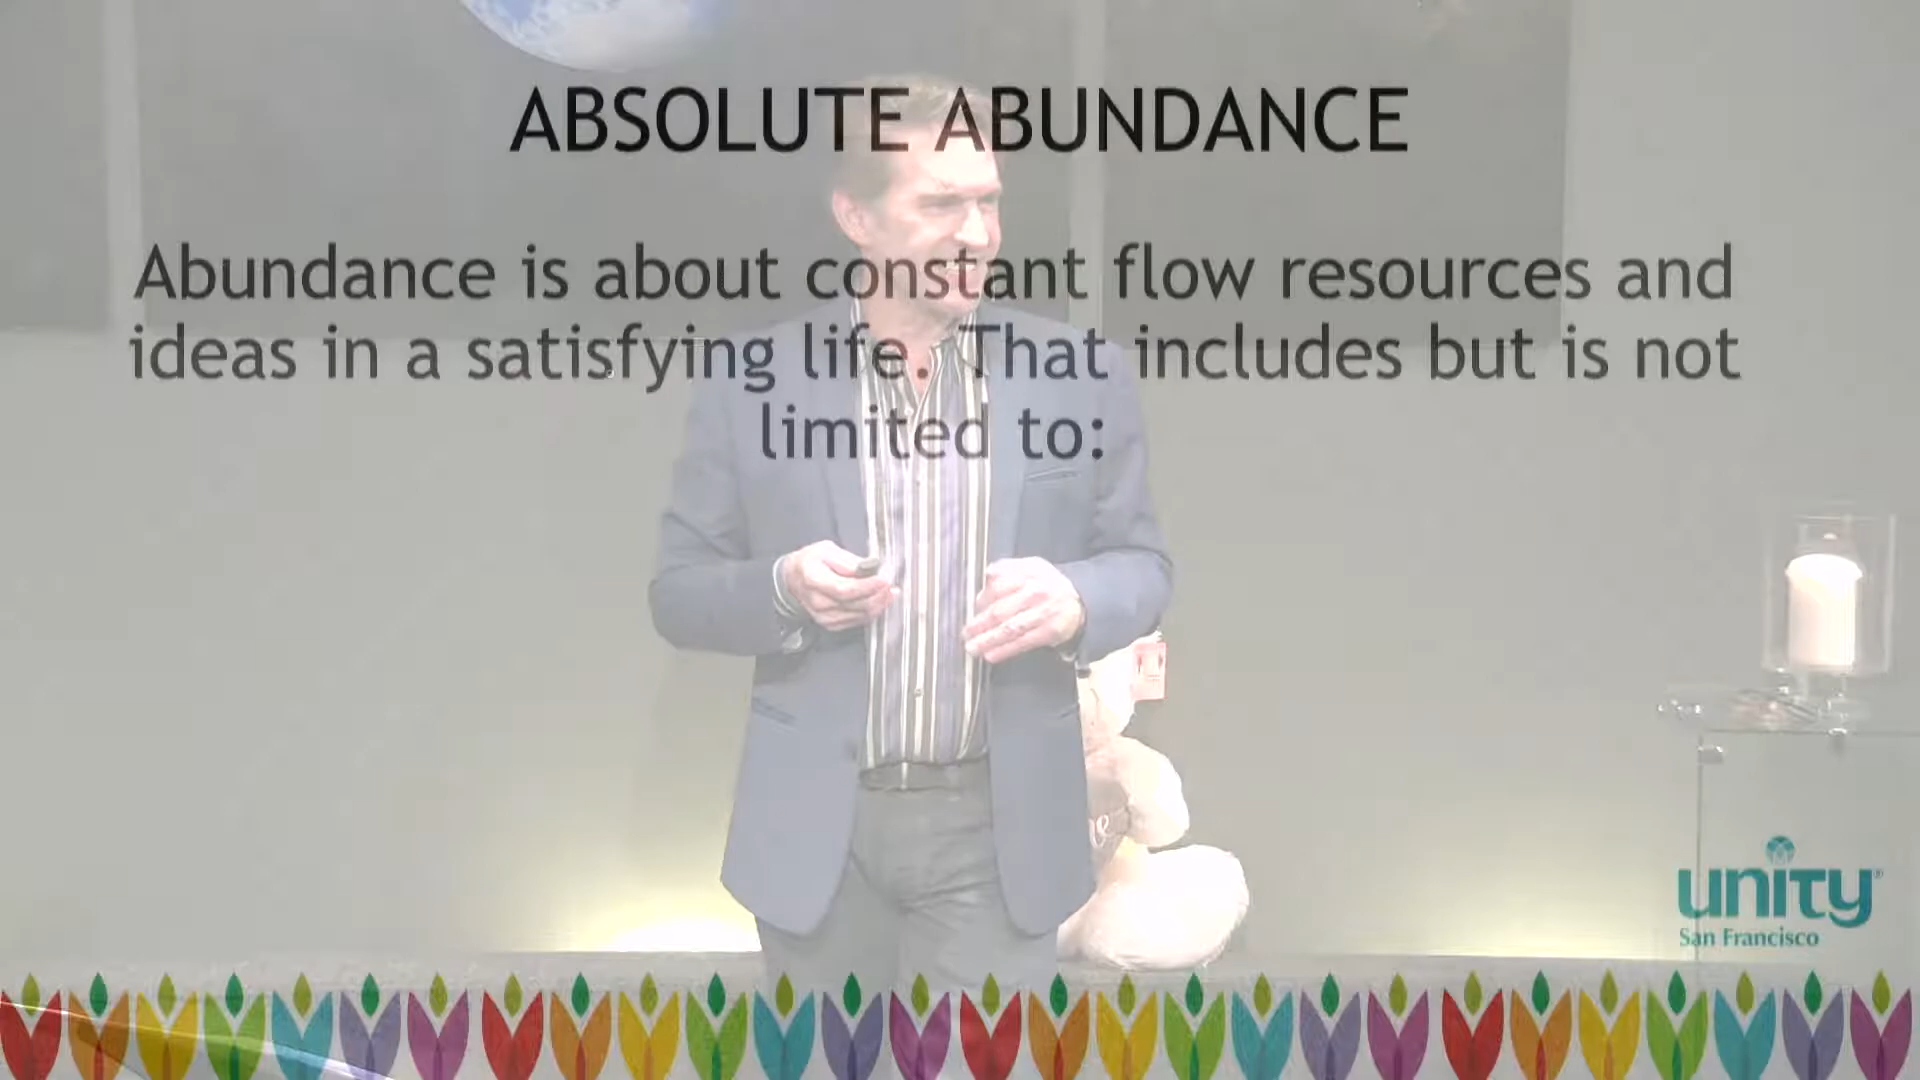 ABSOLUTE ABUNDANCE
Abundance is about constant flow resources and
ideas in a satisfying life. That includes but is not
limited to:
unity®
San Francisco